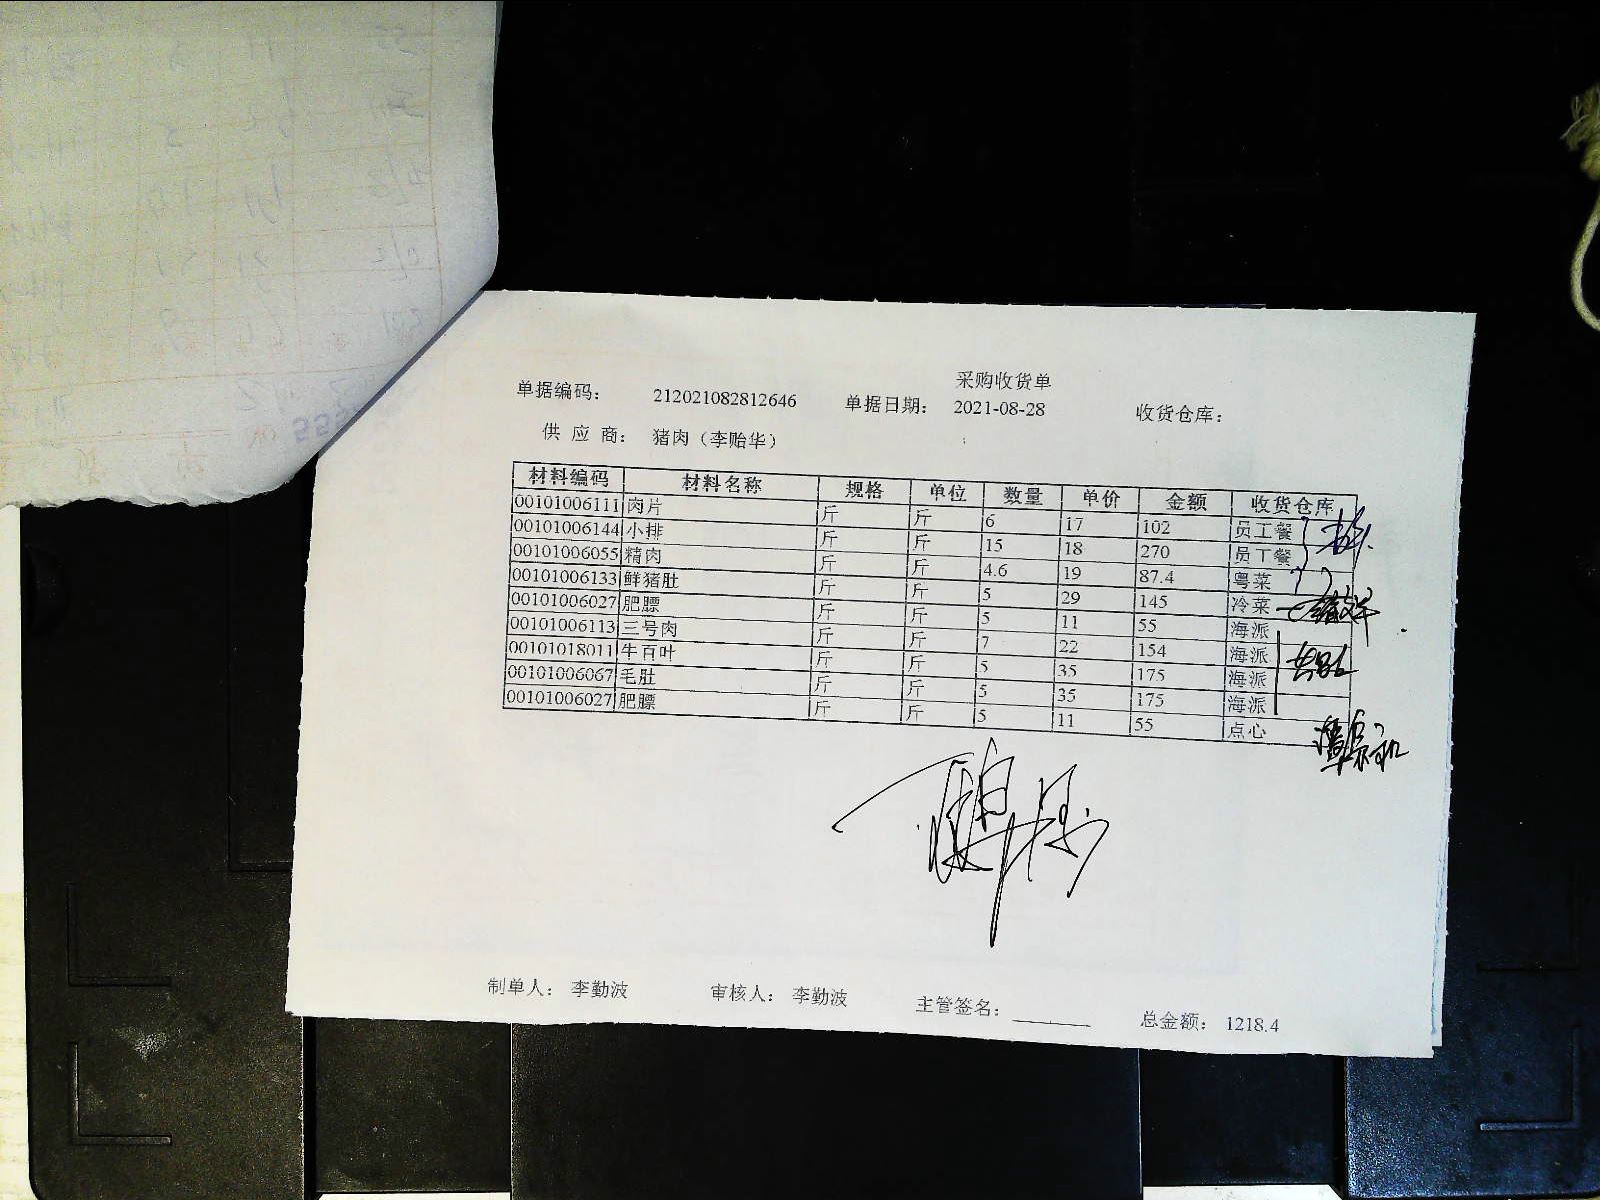 采购收货单
单据编码： 212021082812646 单据日期： 2021-08-28 收货仓库：
供 应 商： 猪肉（李贻华）
材料编码 材料名称 规格 单位 数量 单价 金额 收货仓库
00101006111 肉片 斤 斤 6 17 102 员工餐
00101006144 小排 斤 斤 15 18 270 员工餐
00101006055 精肉 斤 斤 4.6 19 87.4 粤菜
00101006133 鲜猪肚 斤 斤 5 29 145 冷菜
00101006027 肥膘 斤 斤 5 11 55 海派
00101006113 三号肉 斤 斤 7 22 154 海派
00101018011 牛百叶 斤 斤 5 35 175 海派
00101006067 毛肚 斤 斤 5 35 175 海派
00101006027 肥膘 斤 斤 5 11 55 点心
制单人： 李勤波 审核人： 李勤波 主管签名： 总金额： 1218.4